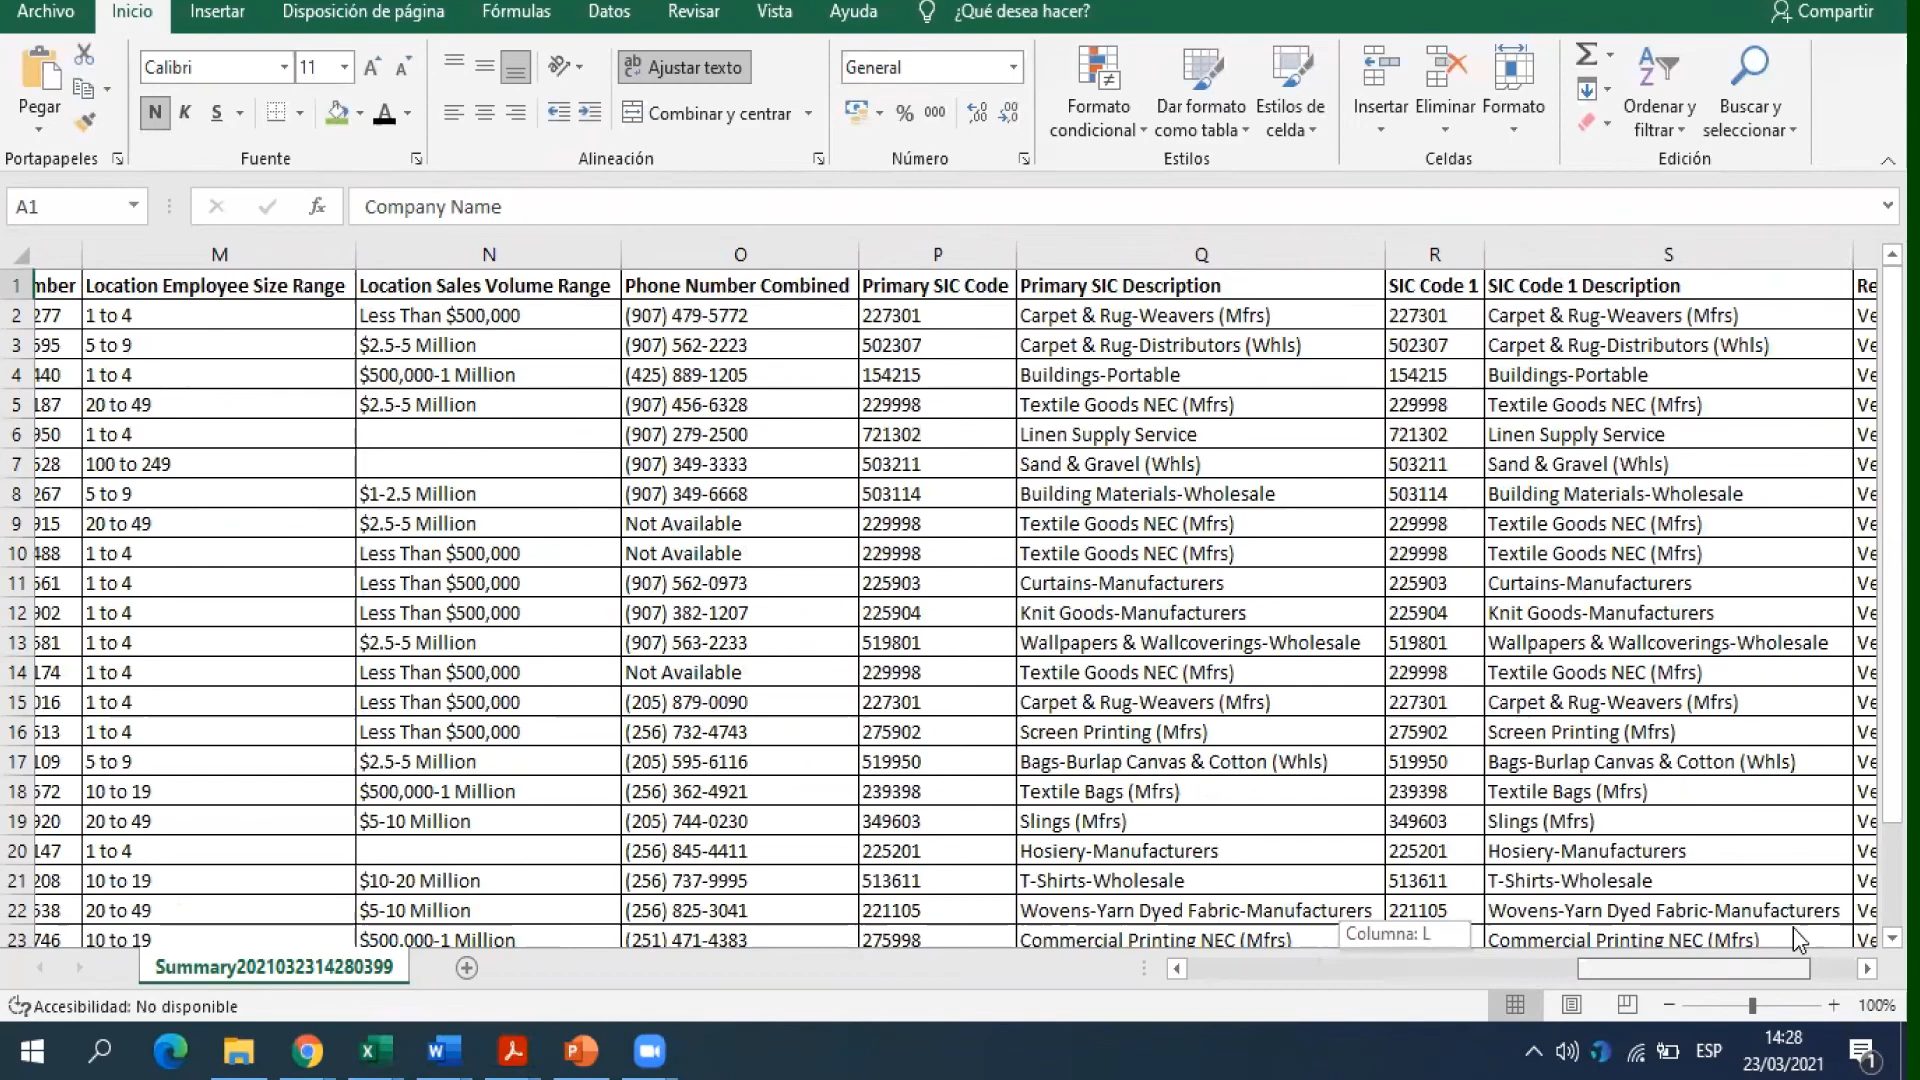 Archivo Inicio Insertar Disposición de página Fórmulas Datos Revisar Vista Ayuda ¿Qué desea hacer? Compartir
Pegar
Portapapeles
Calibri 11
N K S
Fuente
ab Ajustar texto
Combinar y centrar
Alineación
General
% 000
Número
Formato condicional
Dar formato como tabla
Estilos de celda
Estilos
Insertar Eliminar Formato
Celdas
Ordenar y filtrar
Buscar y seleccionar
Edición
A1 fx Company Name
M N O P Q R S
1 mber Location Employee Size Range Location Sales Volume Range Phone Number Combined Primary SIC Code Primary SIC Description SIC Code 1 SIC Code 1 Description Re
2 277 1 to 4 Less Than $500,000 (907) 479-5772 227301 Carpet & Rug-Weavers (Mfrs) 227301 Carpet & Rug-Weavers (Mfrs) Ve
3 595 5 to 9 $2.5-5 Million (907) 562-2223 502307 Carpet & Rug-Distributors (Whls) 502307 Carpet & Rug-Distributors (Whls) Ve
4 440 1 to 4 $500,000-1 Million (425) 889-1205 154215 Buildings-Portable 154215 Buildings-Portable Ve
5 187 20 to 49 $2.5-5 Million (907) 456-6328 229998 Textile Goods NEC (Mfrs) 229998 Textile Goods NEC (Mfrs) Ve
6 950 1 to 4 (907) 279-2500 721302 Linen Supply Service 721302 Linen Supply Service Ve
7 528 100 to 249 (907) 349-3333 503211 Sand & Gravel (Whls) 503211 Sand & Gravel (Whls) Ve
8 267 5 to 9 $1-2.5 Million (907) 349-6668 503114 Building Materials-Wholesale 503114 Building Materials-Wholesale Ve
9 915 20 to 49 $2.5-5 Million Not Available 229998 Textile Goods NEC (Mfrs) 229998 Textile Goods NEC (Mfrs) Ve
10 488 1 to 4 Less Than $500,000 Not Available 229998 Textile Goods NEC (Mfrs) 229998 Textile Goods NEC (Mfrs) Ve
11 561 1 to 4 Less Than $500,000 (907) 562-0973 225903 Curtains-Manufacturers 225903 Curtains-Manufacturers Ve
12 902 1 to 4 Less Than $500,000 (907) 382-1207 225904 Knit Goods-Manufacturers 225904 Knit Goods-Manufacturers Ve
13 581 1 to 4 $2.5-5 Million (907) 563-2233 519801 Wallpapers & Wallcoverings-Wholesale 519801 Wallpapers & Wallcoverings-Wholesale Ve
14 174 1 to 4 Less Than $500,000 Not Available 229998 Textile Goods NEC (Mfrs) 229998 Textile Goods NEC (Mfrs) Ve
15 016 1 to 4 Less Than $500,000 (205) 879-0090 227301 Carpet & Rug-Weavers (Mfrs) 227301 Carpet & Rug-Weavers (Mfrs) Ve
16 513 1 to 4 Less Than $500,000 (256) 732-4743 275902 Screen Printing (Mfrs) 275902 Screen Printing (Mfrs) Ve
17 109 5 to 9 $2.5-5 Million (205) 595-6116 519950 Bags-Burlap Canvas & Cotton (Whls) 519950 Bags-Burlap Canvas & Cotton (Whls) Ve
18 572 10 to 19 $500,000-1 Million (256) 362-4921 239398 Textile Bags (Mfrs) 239398 Textile Bags (Mfrs) Ve
19 920 20 to 49 $5-10 Million (205) 744-0230 349603 Slings (Mfrs) 349603 Slings (Mfrs) Ve
20 147 1 to 4 (256) 845-4411 225201 Hosiery-Manufacturers 225201 Hosiery-Manufacturers Ve
21 208 10 to 19 $10-20 Million (256) 737-9995 513611 T-Shirts-Wholesale 513611 T-Shirts-Wholesale Ve
22 538 20 to 49 $5-10 Million (256) 825-3041 221105 Wovens-Yarn Dyed Fabric-Manufacturers 221105 Wovens-Yarn Dyed Fabric-Manufacturers Ve
23 746 10 to 19 $500,000-1 Million (251) 471-4383 275998 Commercial Printing NEC (Mfrs) Commercial Printing NEC (Mfrs) Ve
Columna: L
Summary2021032314280399
Accesibilidad: No disponible 100%
ESP 14:28
23/03/2021
1